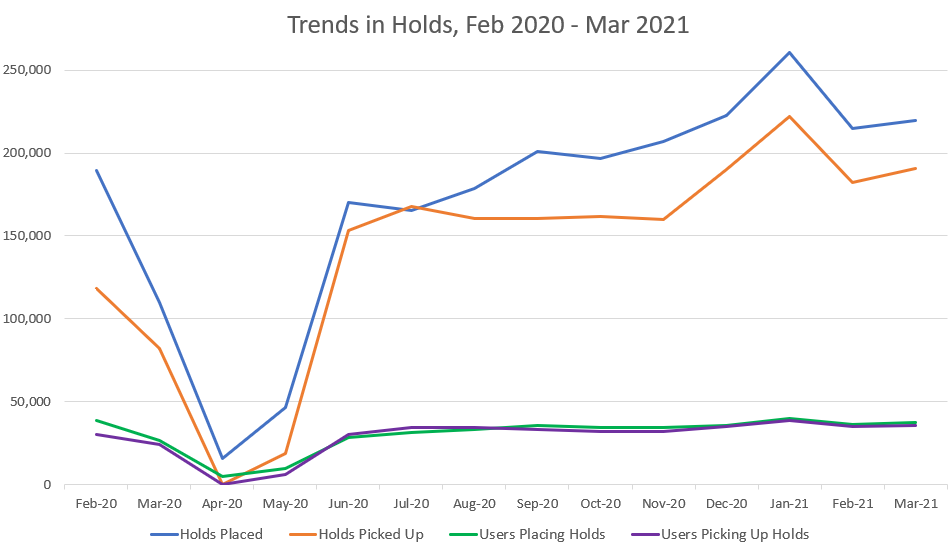 Trends in Holds, Feb 2020 - Mar 2021
250,000
200,000
150,000
100,000
50,000
0
Feb-20 Mar-20 Apr-20 May-20 Jun-20 Jul-20 Aug-20 Sep-20 Oct-20 Nov-20 Dec-20 Jan-21 Feb-21 Mar-21
Holds Placed Holds Picked Up Users Placing Holds Users Picking Up Holds